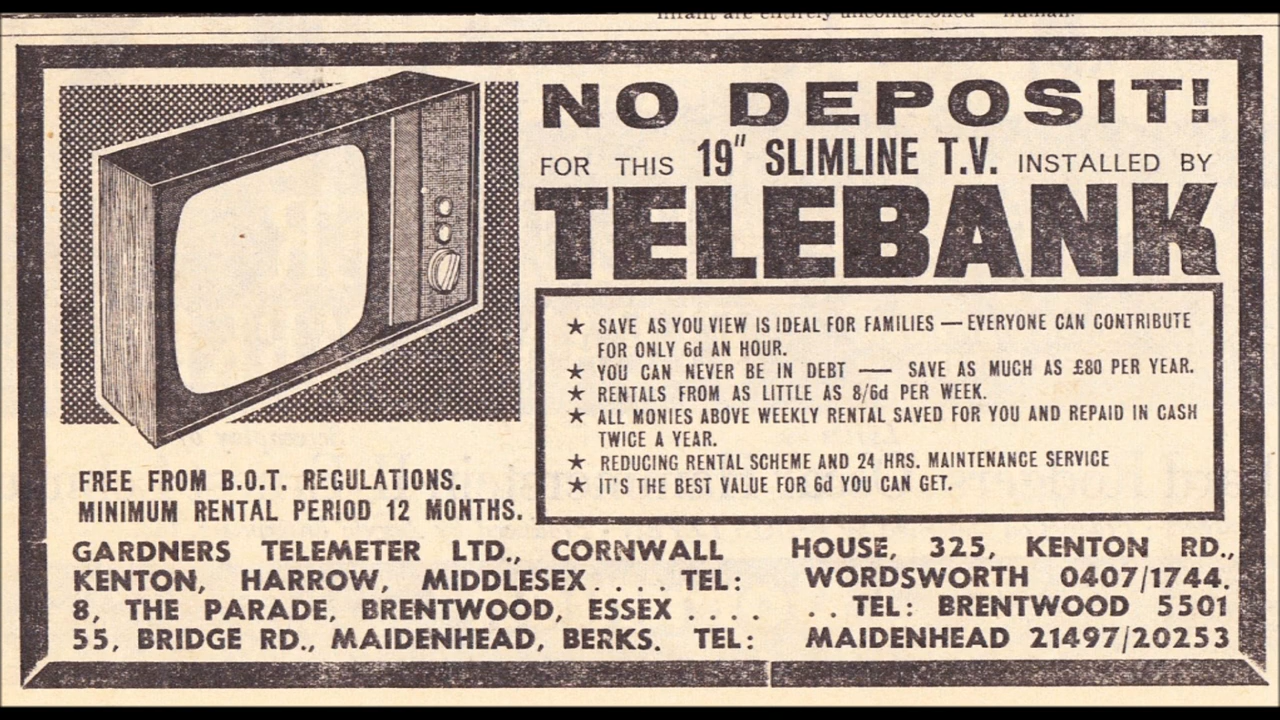 infant are entirely unconditioned human.
NO DEPOSIT!
FOR THIS 19" SLIMLINE T.V. INSTALLED BY
TELEBANK
★ SAVE AS YOU VIEW IS IDEAL FOR FAMILIES — EVERYONE CAN CONTRIBUTE
FOR ONLY 6d AN HOUR.
★ YOU CAN NEVER BE IN DEBT — SAVE AS MUCH AS £80 PER YEAR.
★ RENTALS FROM AS LITTLE AS 8/6d PER WEEK.
★ ALL MONIES ABOVE WEEKLY RENTAL SAVED FOR YOU AND REPAID IN CASH
TWICE A YEAR.
★ REDUCING RENTAL SCHEME AND 24 HRS. MAINTENANCE SERVICE
★ IT'S THE BEST VALUE FOR 6d YOU CAN GET.
FREE FROM B.O.T. REGULATIONS.
MINIMUM RENTAL PERIOD 12 MONTHS.
GARDNERS TELEMETER LTD., CORNWALL HOUSE, 325, KENTON RD.,
KENTON, HARROW, MIDDLESEX.... TEL: WORDSWORTH 0407/1744.
8, THE PARADE, BRENTWOOD, ESSEX .... .. TEL: BRENTWOOD 5501
55, BRIDGE RD., MAIDENHEAD, BERKS. TEL: MAIDENHEAD 21497/20253